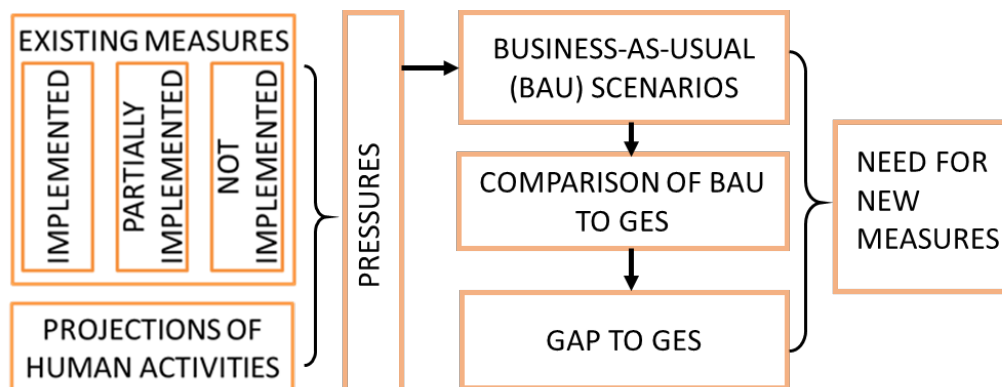 EXISTING MEASURES
IMPLEMENTED
PARTIALLY
IMPLEMENTED
NOT
IMPLEMENTED
PROJECTIONS OF
HUMAN ACTIVITIES
PRESSURES
BUSINESS-AS-USUAL
(BAU) SCENARIOS
COMPARISON OF BAU
TO GES
GAP TO GES
NEED FOR
NEW
MEASURES